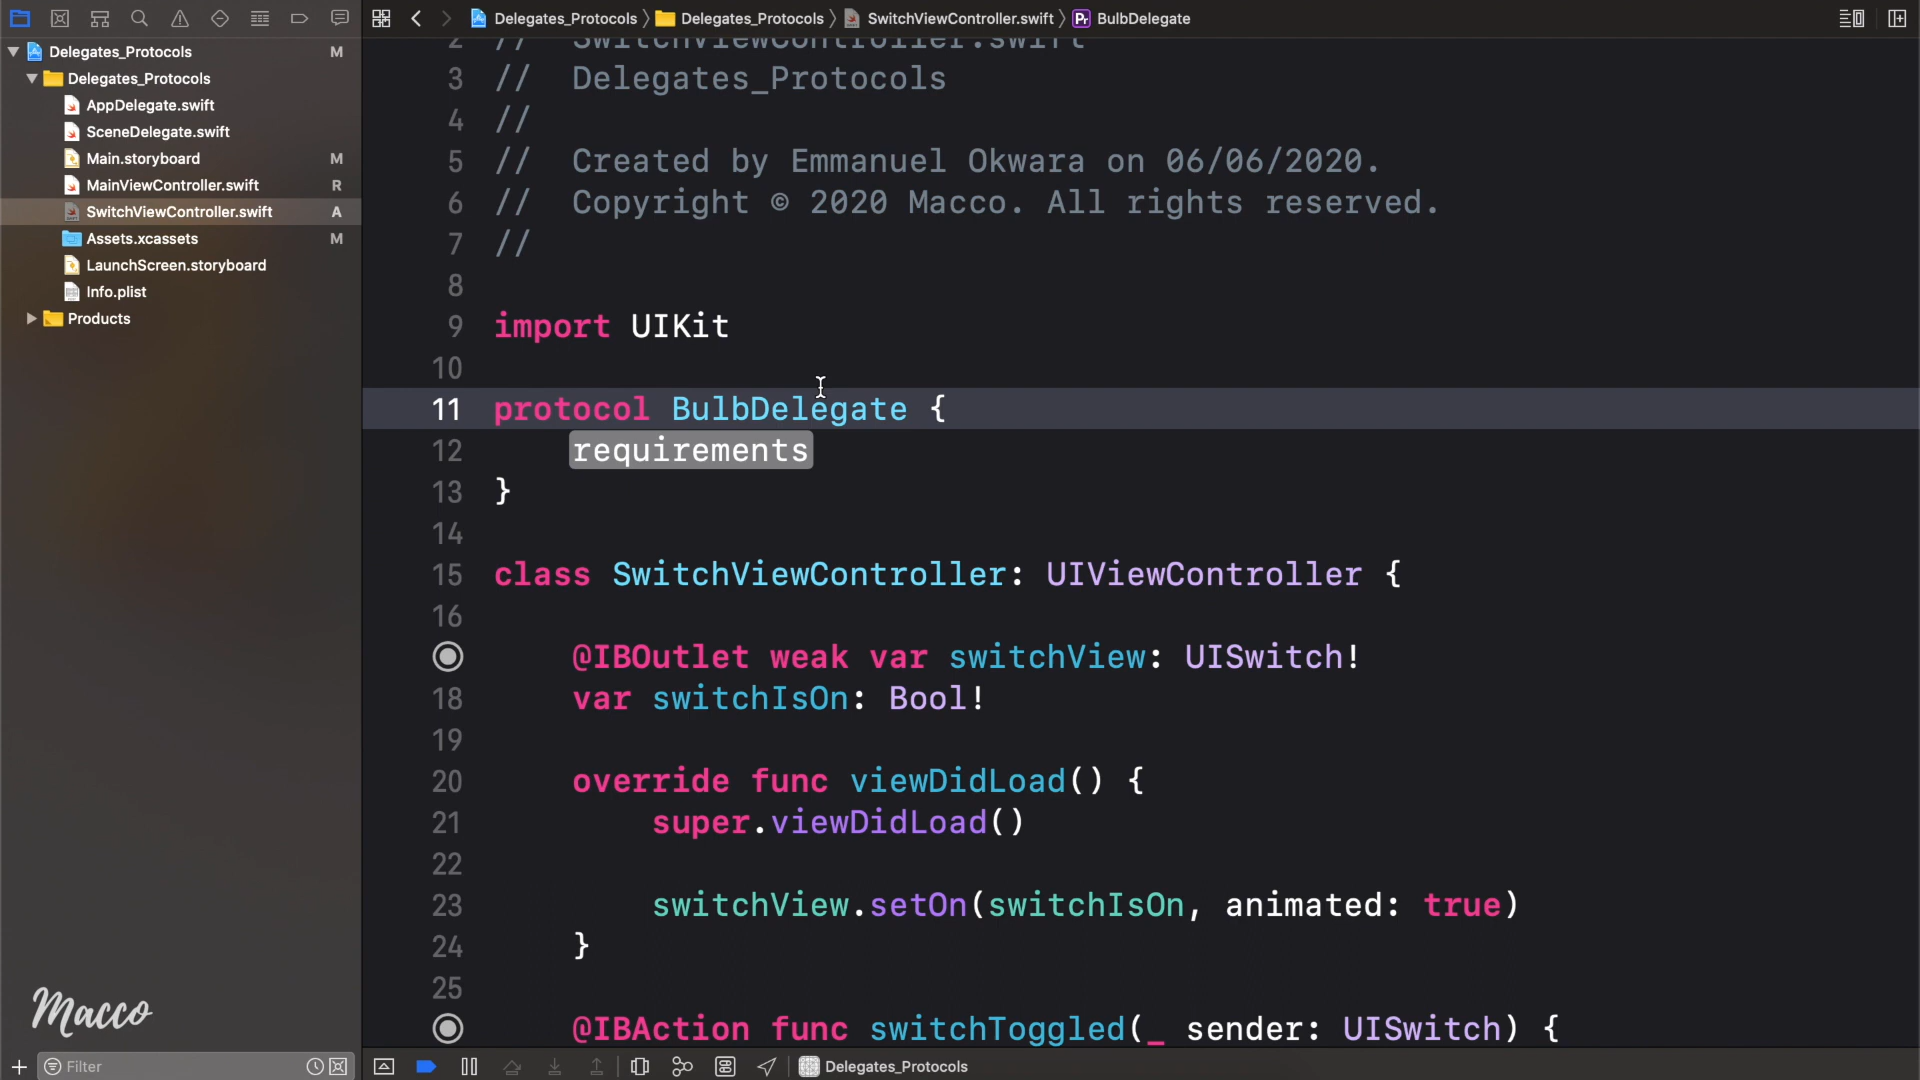 Delegates_Protocols
Delegates_Protocols
SwitchViewController.swift
Pr BulbDelegate
Delegates_Protocols M
Delegates_Protocols
AppDelegate.swift
SceneDelegate.swift
Main.storyboard M
MainViewController.swift R
SwitchViewController.swift A
Assets.xcassets M
LaunchScreen.storyboard
Info.plist
Products
2 // SwitchViewController.swift
3 // Delegates_Protocols
4 //
5 // Created by Emmanuel Okwara on 06/06/2020.
6 // Copyright © 2020 Macco. All rights reserved.
7 //
8
9 import UIKit
10
11 protocol BulbDelegate {
12 requirements
13 }
14
15 class SwitchViewController: UIViewController {
16
@IBOutlet weak var switchView: UISwitch!
18 var switchIsOn: Bool!
19
20 override func viewDidLoad() {
21 super.viewDidLoad()
22
23 switchView.setOn(switchIsOn, animated: true)
24 }
25
@IBAction func switchToggled(_ sender: UISwitch) {
Macco
Filter
Delegates_Protocols